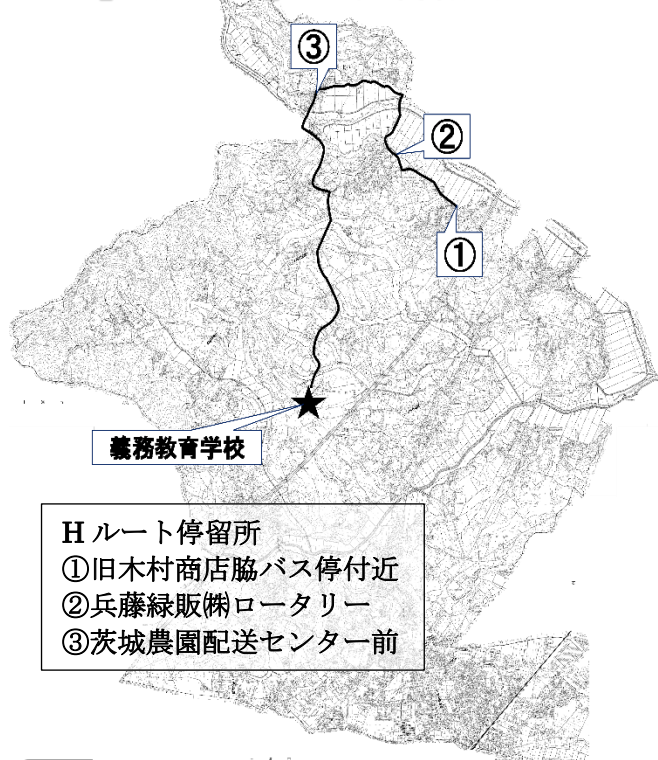 ③
②
①
義務教育学校
Hルート停留所
①旧木村商店脇バス停付近
②兵藤緑販㈱ロータリー
③茨城農園配送センター前